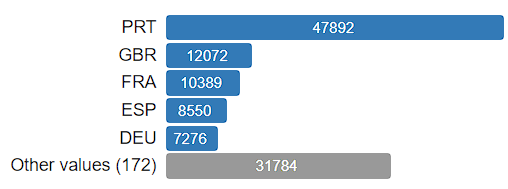 PRT 47892
GBR 12072
FRA 10389
ESP 8550
DEU 7276
Other values (172) 31784